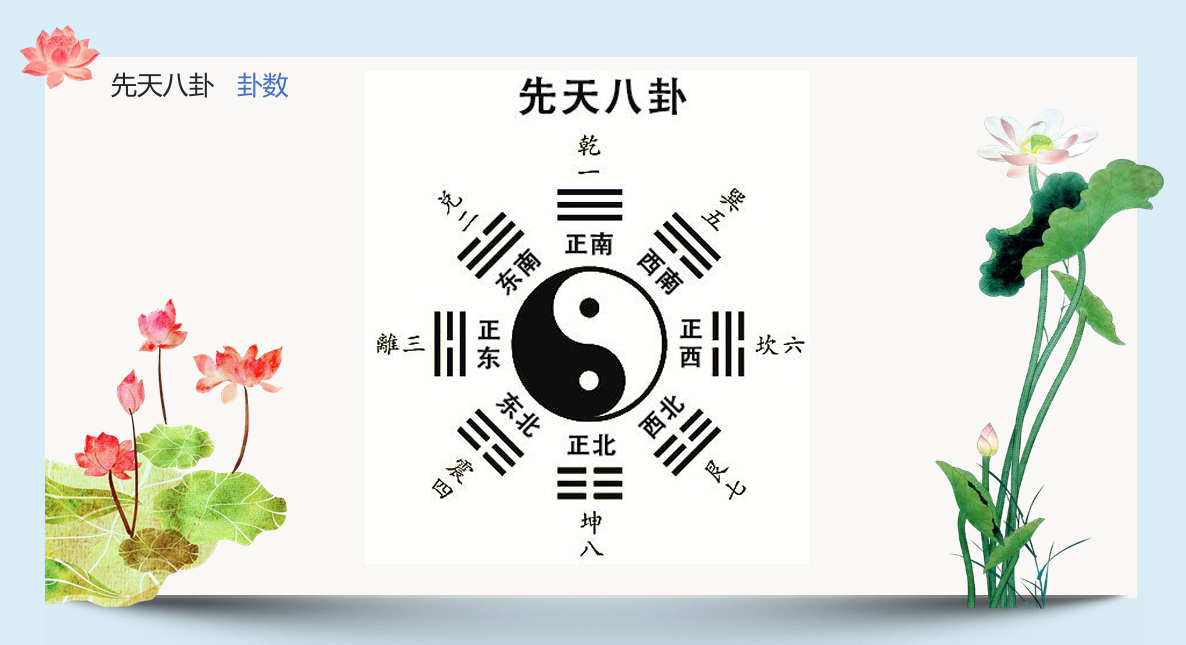 先天八卦 卦数
先天八卦
乾一
兑二
巽五
正南
东南
西南
離三
正东
正西
坎六
东北
西北
正北
震四
艮七
坤八